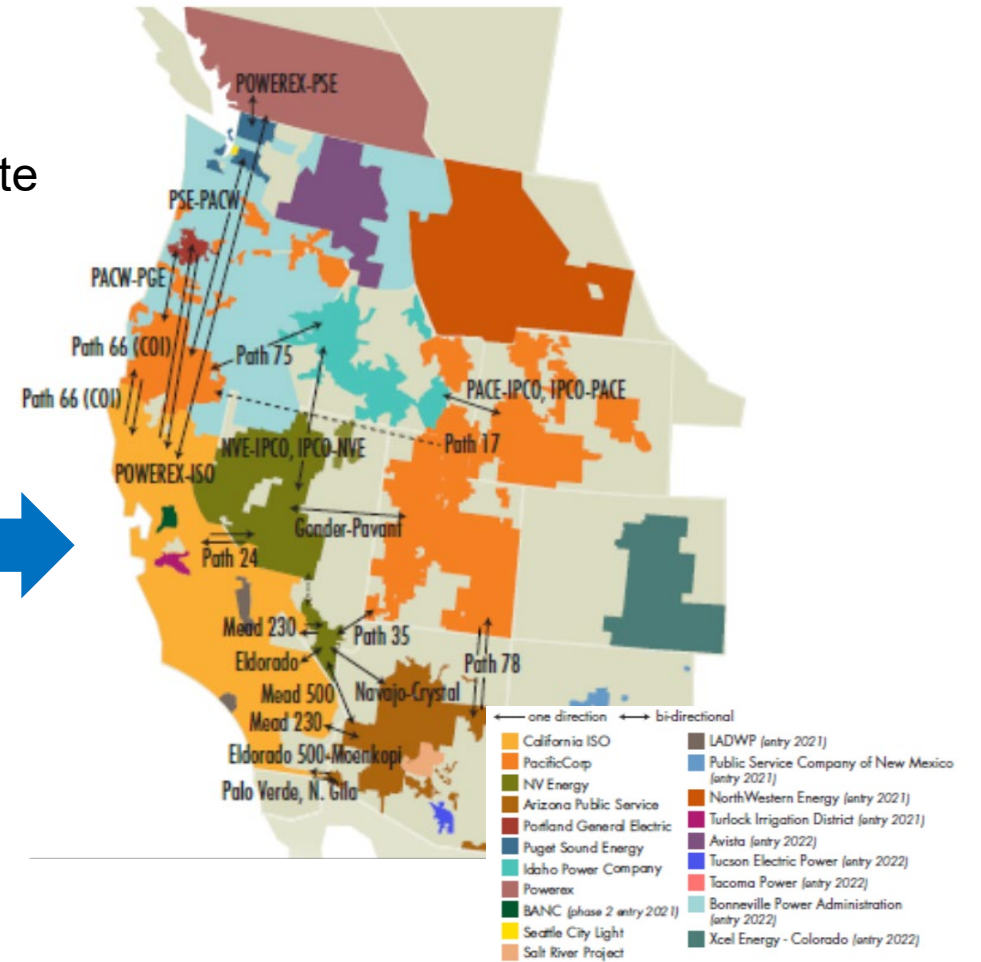 POWEREX-PSE
te
PSE-PACW
PACW-PGE
Path 66 (COI)
Path 75
Path 66 (COI)
PACE-IPCO, IPCO-PACE
NVE-IPCO, IPCO-NVE
Path 17
POWEREX-ISO
Gonder-Pavant
Path 24
Mead 230
Path 35
Eldorado
Path 78
Mead 500
Navajo-Crystal
Mead 230
Eldorado 500-Moenkopi
Palo Verde, N. Gila
one direction
bi-directional
California ISO
PacifiCorp
NV Energy
Arizona Public Service
Portland General Electric
Puget Sound Energy
Idaho Power Company
Powerex
BANC (phase 2 entry 2021)
Seattle City Light
Salt River Project
LADWP (entry 2021)
Public Service Company of New Mexico
(entry 2021)
NorthWestern Energy (entry 2021)
Turlock Irrigation District (entry 2021)
Avista (entry 2022)
Tucson Electric Power (entry 2022)
Tacoma Power (entry 2022)
Bonneville Power Administration
(entry 2022)
Xcel Energy - Colorado (entry 2022)